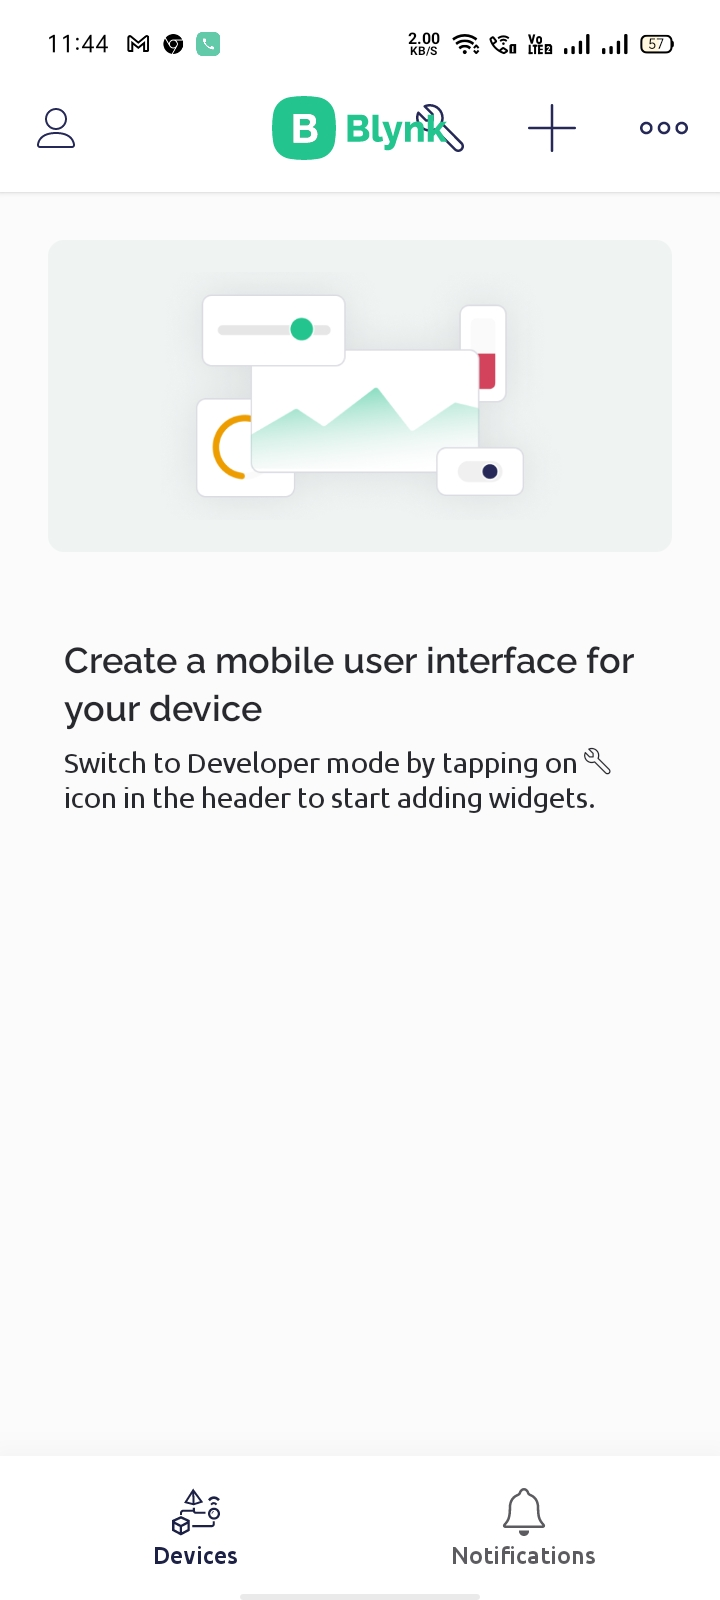 11:44 2.00 KB/S Vo LTE2 57
B Blynk
Create a mobile user interface for
your device
Switch to Developer mode by tapping on
icon in the header to start adding widgets.
Devices Notifications